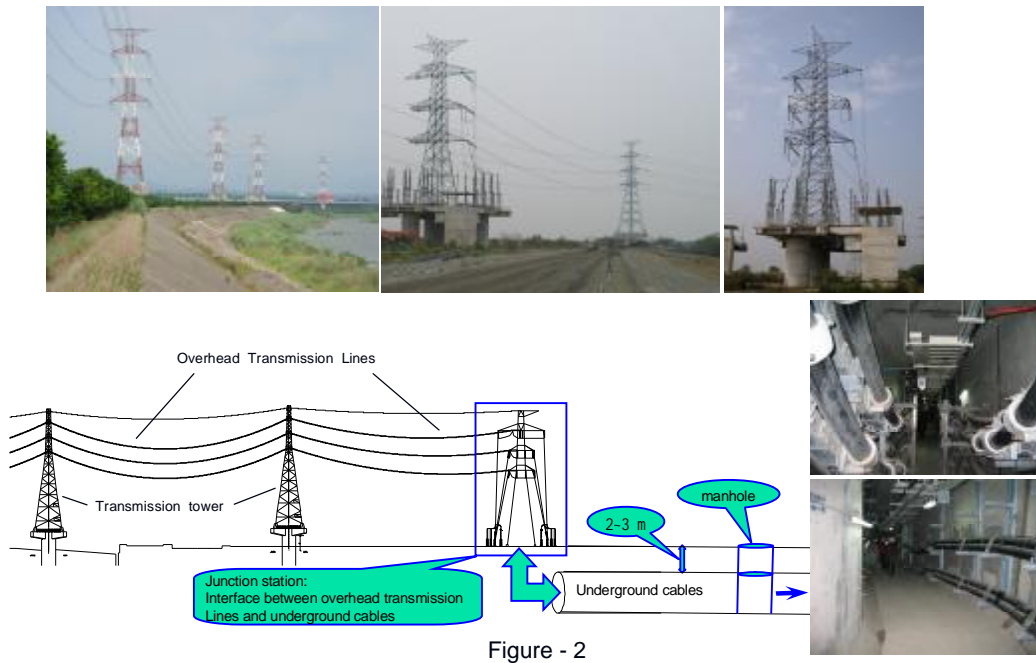 Overhead Transmission Lines
Transmission tower
manhole
2~3 m
Junction station:
Interface between overhead transmission
Lines and underground cables
Underground cables
Figure - 2